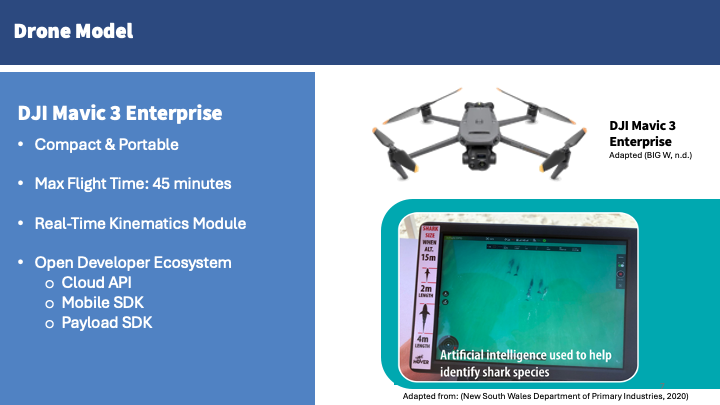 Drone Model
DJI Mavic 3 Enterprise
• Compact & Portable
• Max Flight Time: 45 minutes
• Real-Time Kinematics Module
• Open Developer Ecosystem
o Cloud API
o Mobile SDK
o Payload SDK
DJI Mavic 3
Enterprise
Adapted (BIG W, n.d.)
SHARK
SIZE
WHEN
ALT.
15m
2m
LENGTH
4m
LENGTH
Artificial intelligence used to help
identify shark species
Adapted from: (New South Wales Department of Primary Industries, 2020)